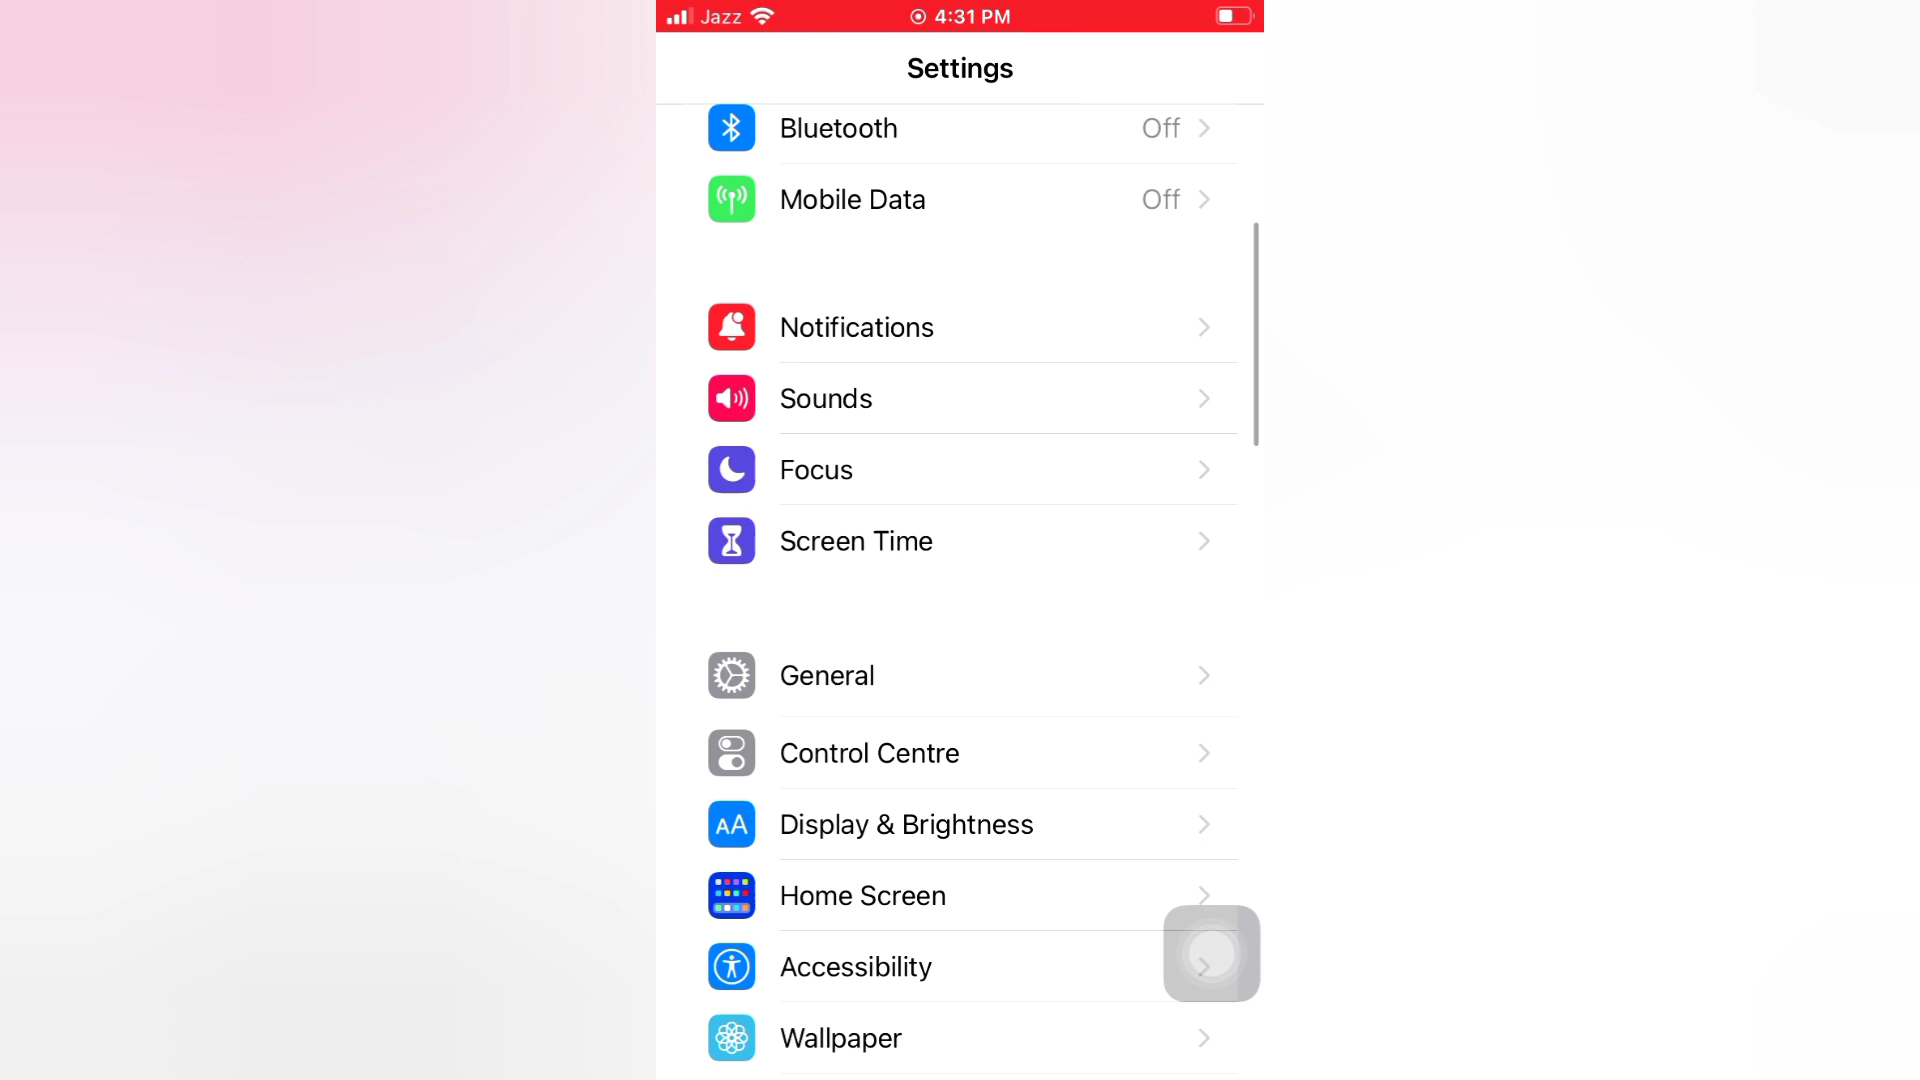 Jazz 4:31 PM
Settings
Bluetooth Off
Mobile Data Off
Notifications
Sounds
Focus
Screen Time
General
Control Centre
AA Display & Brightness
Home Screen
Accessibility
Wallpaper